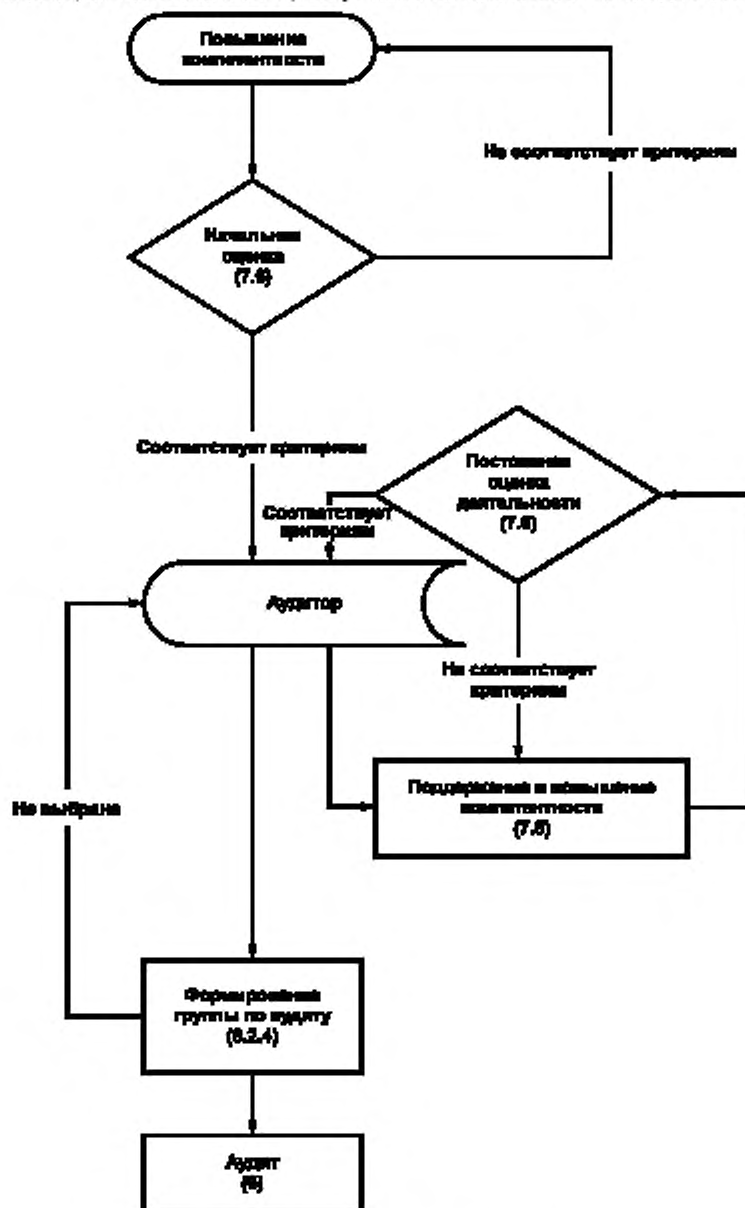 Повышение
компетентности
Не соответствует критериям
Начальная
оценка
(7.6)
Соответствует критериям
Постоянная
оценка
деятельности
(7.6)
Соответствует
критериям
Аудитор
Не соответствует
критериям
Поддержание и повышение
компетентности
(7.5)
Не выбрана
Формирование
группы по аудиту
(6.2.4)
Аудит
(6)